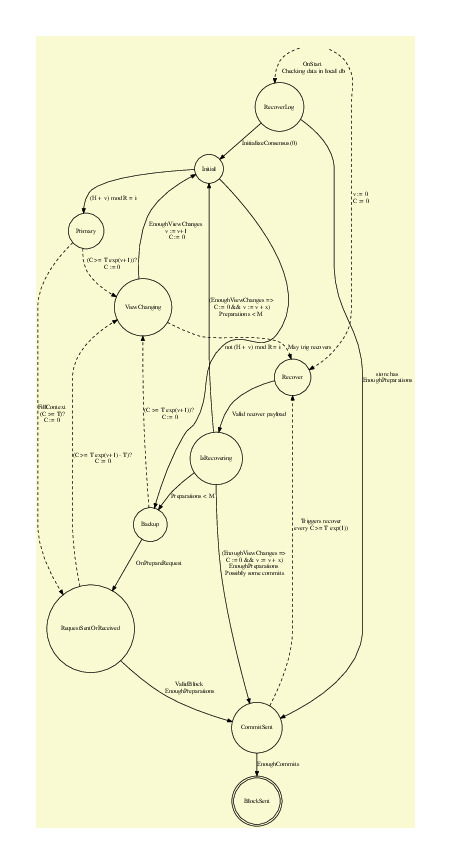 OnStart
Checking data in local db
RecoverLog
InitializeConsensus(0)
Initial
(H + v) mod R = i
v := 0
C := 0
EnoughViewChanges
v := v+1
C := 0
Primary
(C >= T exp(v+1))?
C := 0
ViewChanging
(EnoughViewChanges =>
C := 0 && v := v + x)
Preparations < M
not (H + v) mod R = i
May trig recovers
Recover
store has
EnoughPreparations
FillContext
(C >= T)?
C := 0
(C >= T exp(v+1))?
C := 0
Valid recover payload
(C >= T exp(v+1) - T)?
C := 0
IsRecovering
Preparations < M
Backup
Triggers recover
every C >= T exp(1))
OnPrepareRequest
(EnoughViewChanges =>
C := 0 && v := v + x)
EnoughPreparations
Possibly some commits
RequestSentOrReceived
ValidBlock
EnoughPreparations
CommitSent
EnoughCommits
BlockSent